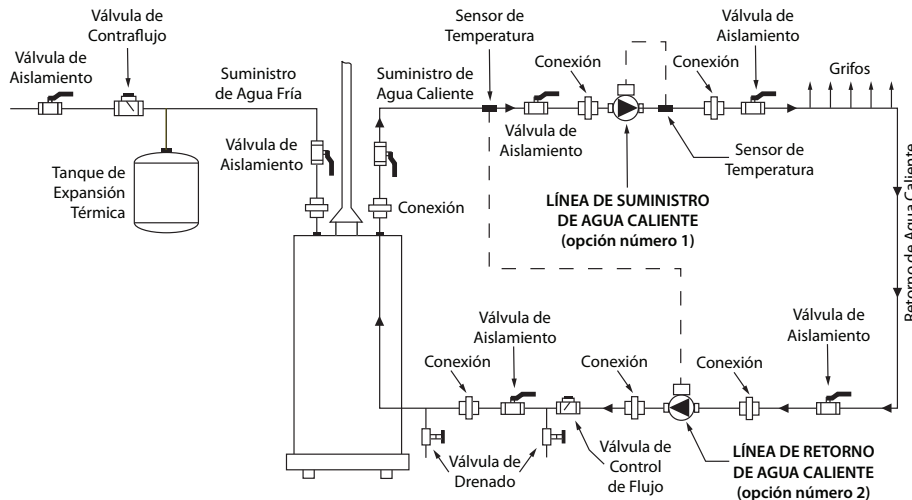 Válvula de
Contraflujo
Válvula de
Aislamiento
Suministro
de Agua Fría
Suministro de
Agua Caliente
Sensor de
Temperatura
Conexión
Conexión
Válvula de
Aislamiento
Grifos
Válvula de
Aislamiento
Válvula de
Aislamiento
Sensor de
Temperatura
Tanque de
Expansión
Térmica
Conexión
LÍNEA DE SUMINISTRO
DE AGUA CALIENTE
(opción número 1)
Retorno de Agua Caliente
Válvula de
Aislamiento
Válvula de
Aislamiento
Conexión
Conexión
Conexión
Válvula de
Drenado
Válvula de
Control
de Flujo
LÍNEA DE RETORNO
DE AGUA CALIENTE
(opción número 2)